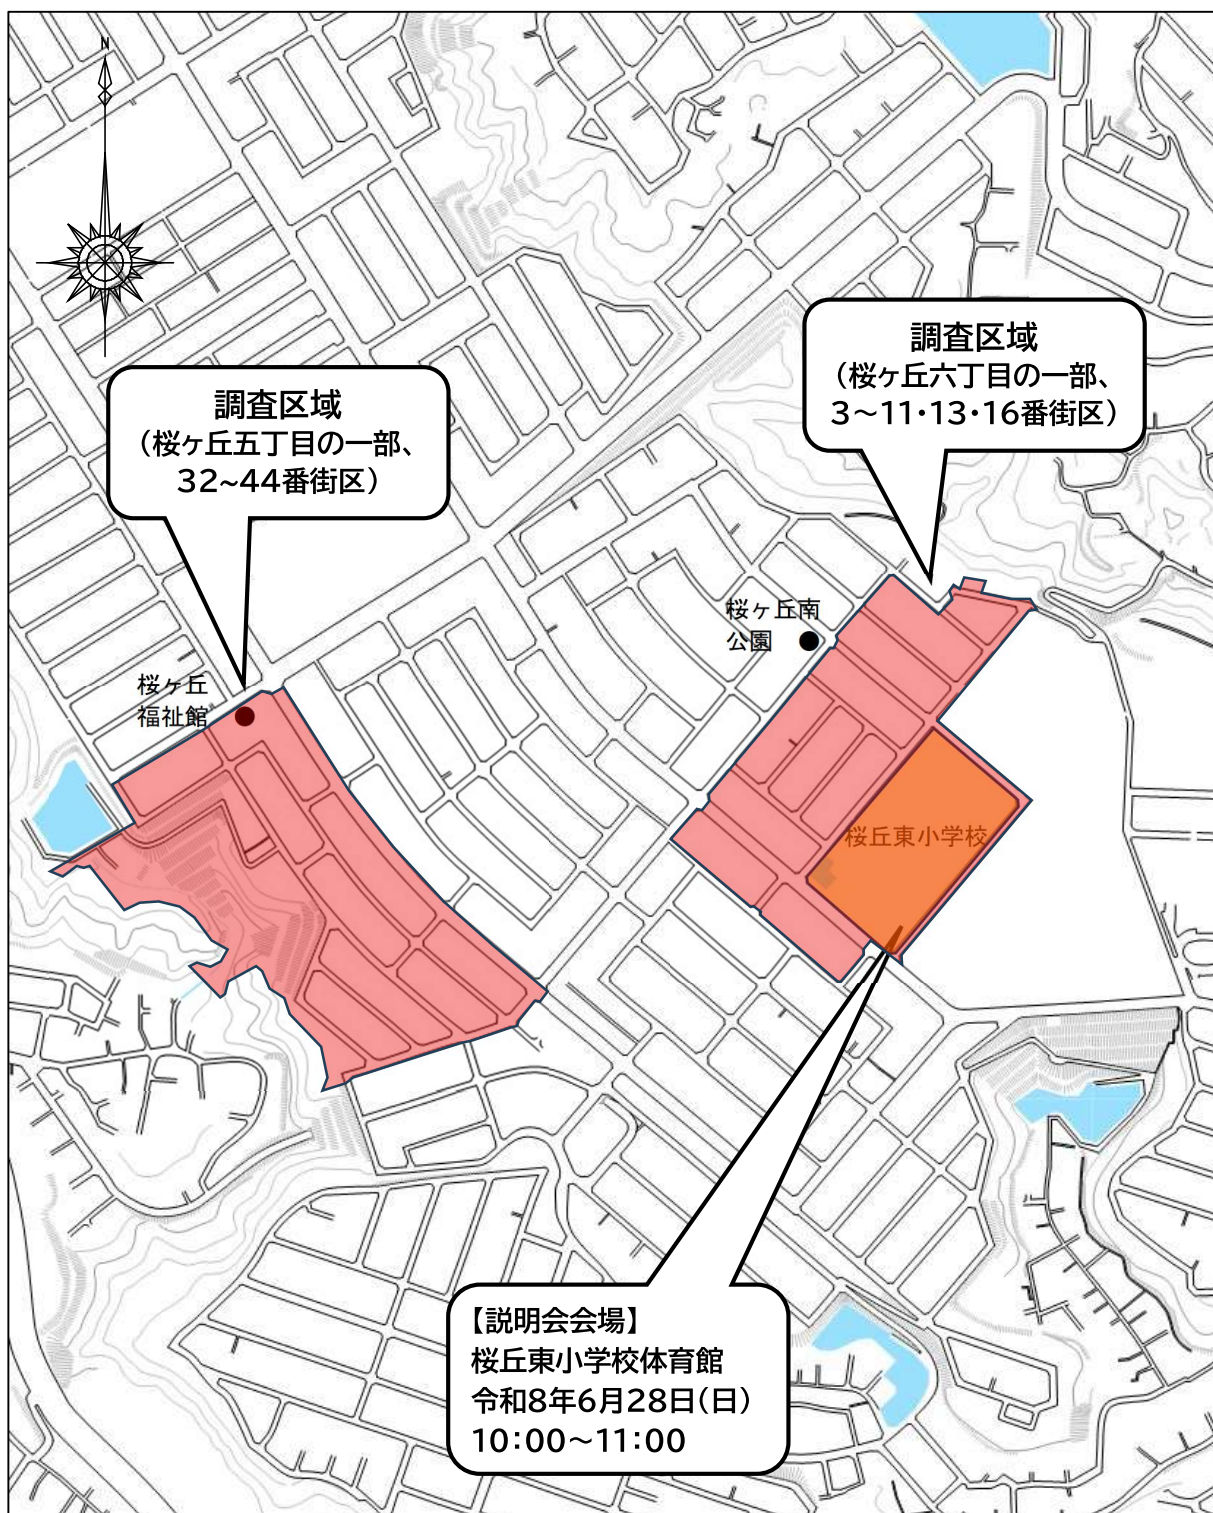 N
調査区域
（桜ヶ丘六丁目の一部、
3～11・13・16番街区）
調査区域
（桜ヶ丘五丁目の一部、
32~44番街区）
桜ヶ丘南
公園
桜ヶ丘
福祉館
桜丘東小学校
【説明会会場】
桜丘東小学校体育館
令和8年6月28日（日）
10：00～11：00